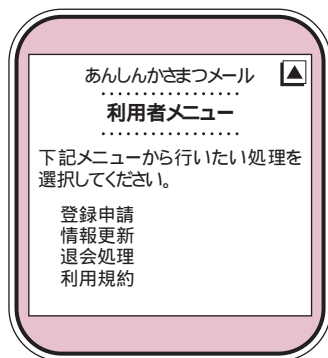 あんしんかさまつメール
利用者メニュー
下記メニューから行いたい処理を
選択してください。
登録申請
情報更新
退会処理
利用規約